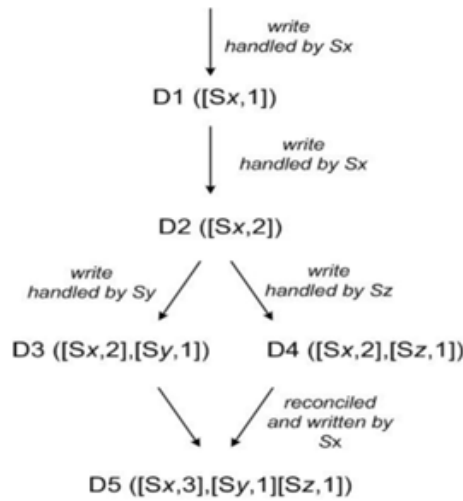 write
handled by Sx
D1 ([Sx,1])
write
handled by Sx
D2 ([Sx,2])
write
handled by Sy
write
handled by Sz
D3 ([Sx,2],[Sy,1])
D4 ([Sx,2],[Sz,1])
reconciled
and written by
Sx
D5 ([Sx,3],[Sy,1][Sz,1])